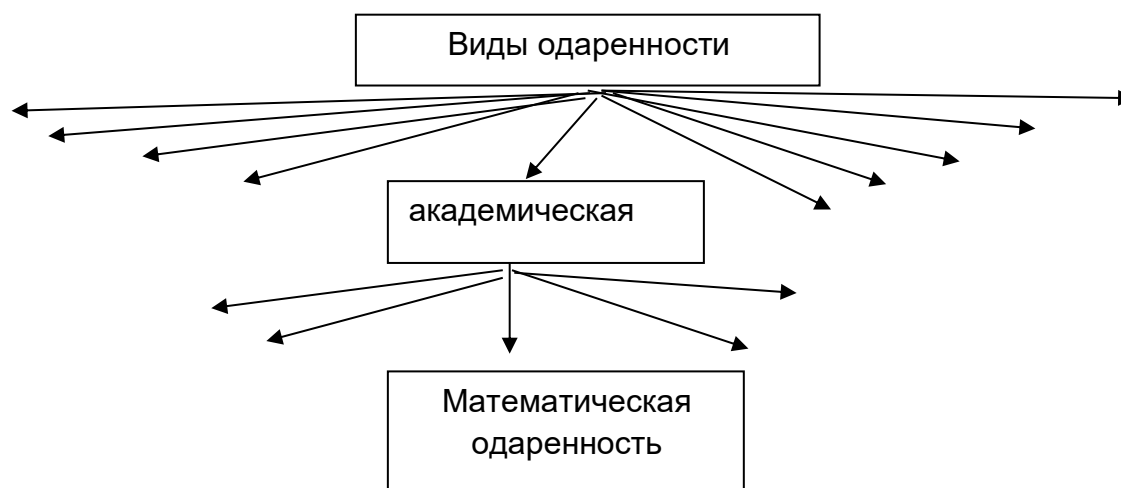 Виды одаренности
академическая
Математическая
одаренность